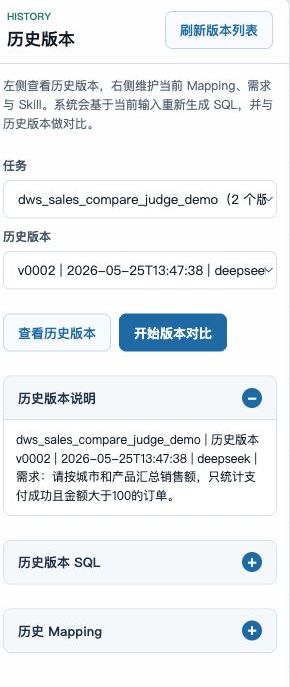 HISTORY
历史版本
刷新版本列表
左侧查看历史版本，右侧维护当前 Mapping、需求
与 Skill。系统会基于当前输入重新生成 SQL，并与
历史版本做对比。
任务
dws_sales_compare_judge_demo（2 个版
历史版本
v0002 | 2026-05-25T13:47:38 | deepsee
查看历史版本
开始版本对比
历史版本说明
dws_sales_compare_judge_demo | 历史版本
v0002 | 2026-05-25T13:47:38 | deepseek |
需求：请按城市和产品汇总销售额，只统计支
付成功且金额大于100的订单。
历史版本 SQL
历史 Mapping